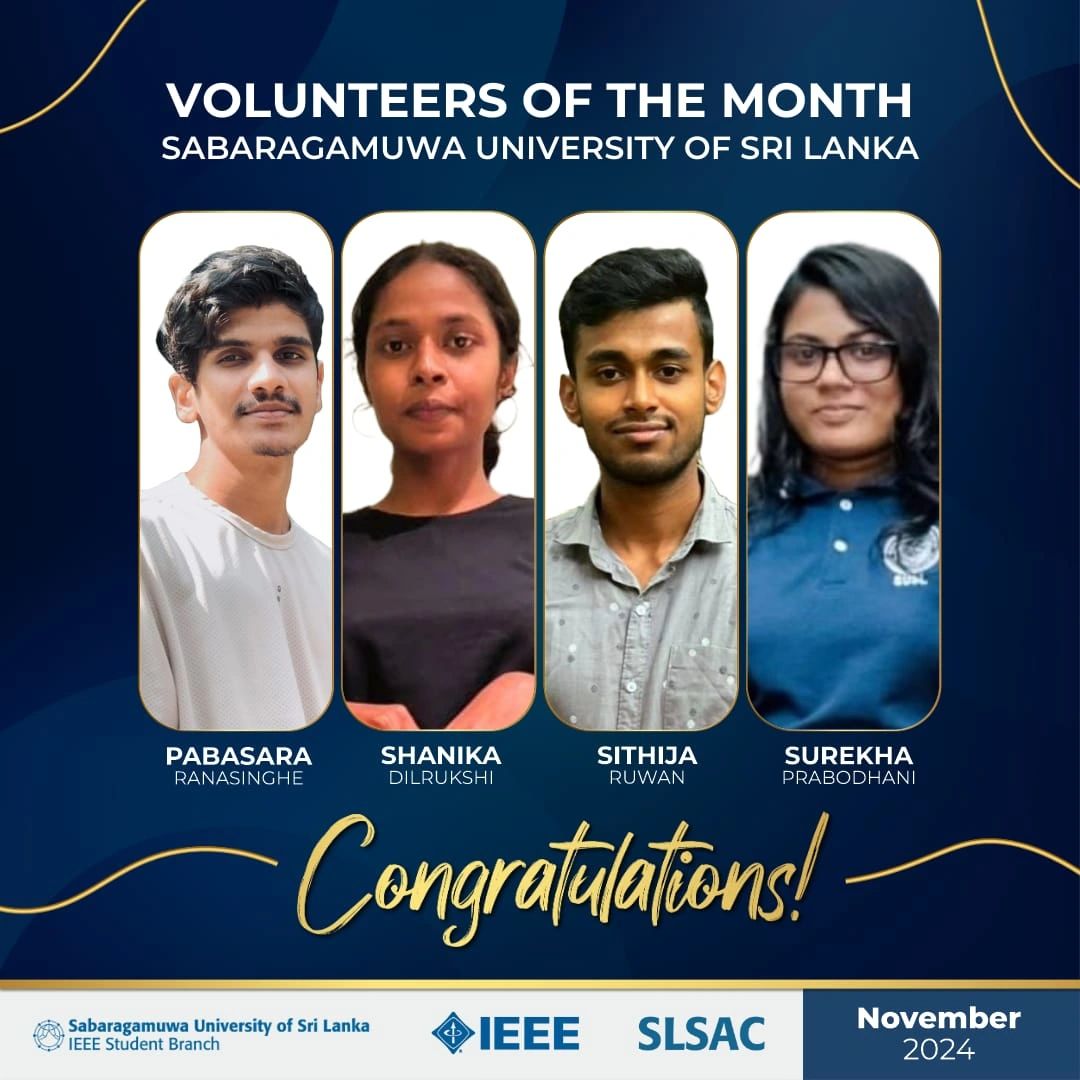 VOLUNTEERS OF THE MONTH
SABARAGAMUWA UNIVERSITY OF SRI LANKA
SUSL
PABASARA
RANASINGHE
SHANIKA
DILRUKSHI
SITHIJA
RUWAN
SUREKHA
PRABODHANI
Congratulations!
Sabaragamuwa University of Sri Lanka
IEEE Student Branch
IEEE
SLSAC
November
2024